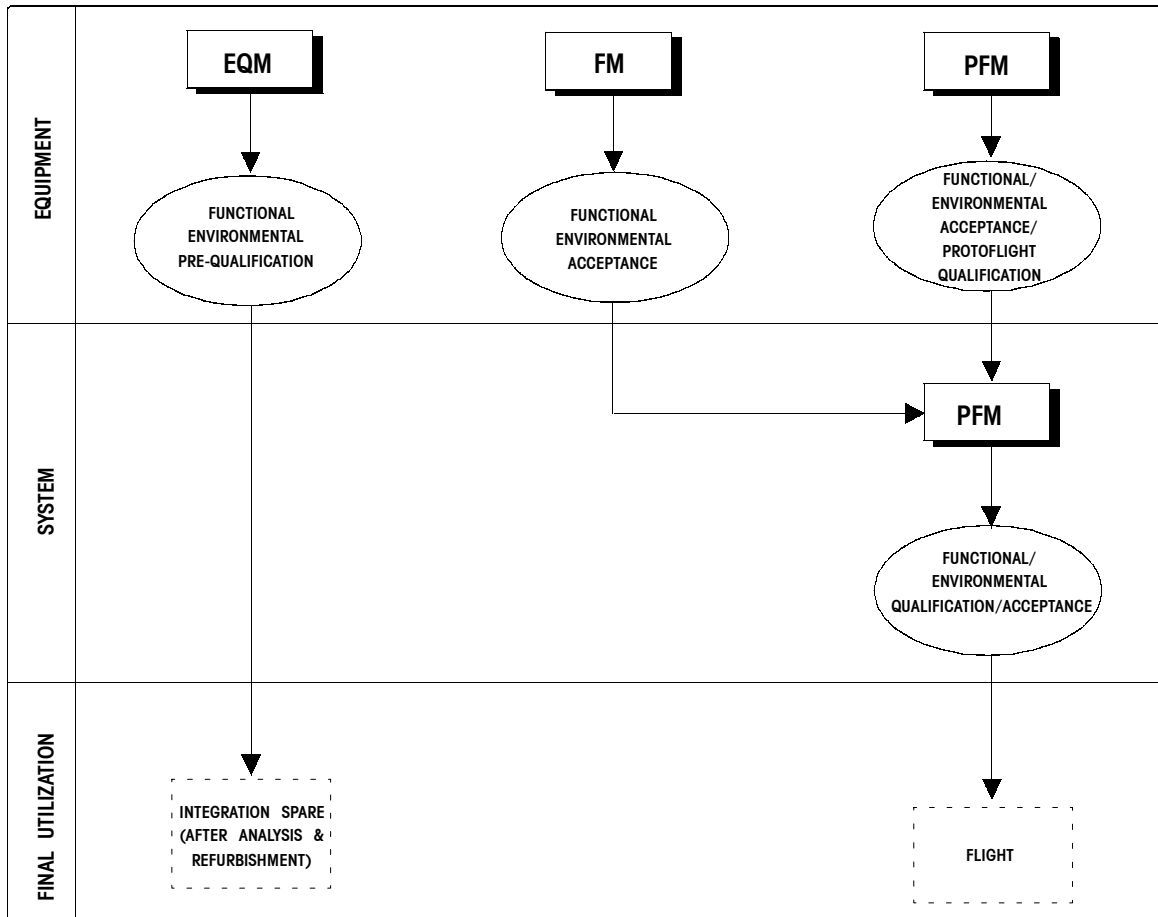 EQUIPMENT
EQM
FM
PFM
FUNCTIONAL
ENVIRONMENTAL
PRE-QUALIFICATION
FUNCTIONAL
ENVIRONMENTAL
ACCEPTANCE
FUNCTIONAL/
ENVIRONMENTAL
ACCEPTANCE/
PROTOFLIGHT
QUALIFICATION
SYSTEM
PFM
FUNCTIONAL/
ENVIRONMENTAL
QUALIFICATION/ACCEPTANCE
FINAL UTILIZATION
INTEGRATION SPARE
(AFTER ANALYSIS &
REFURBISHMENT)
FLIGHT